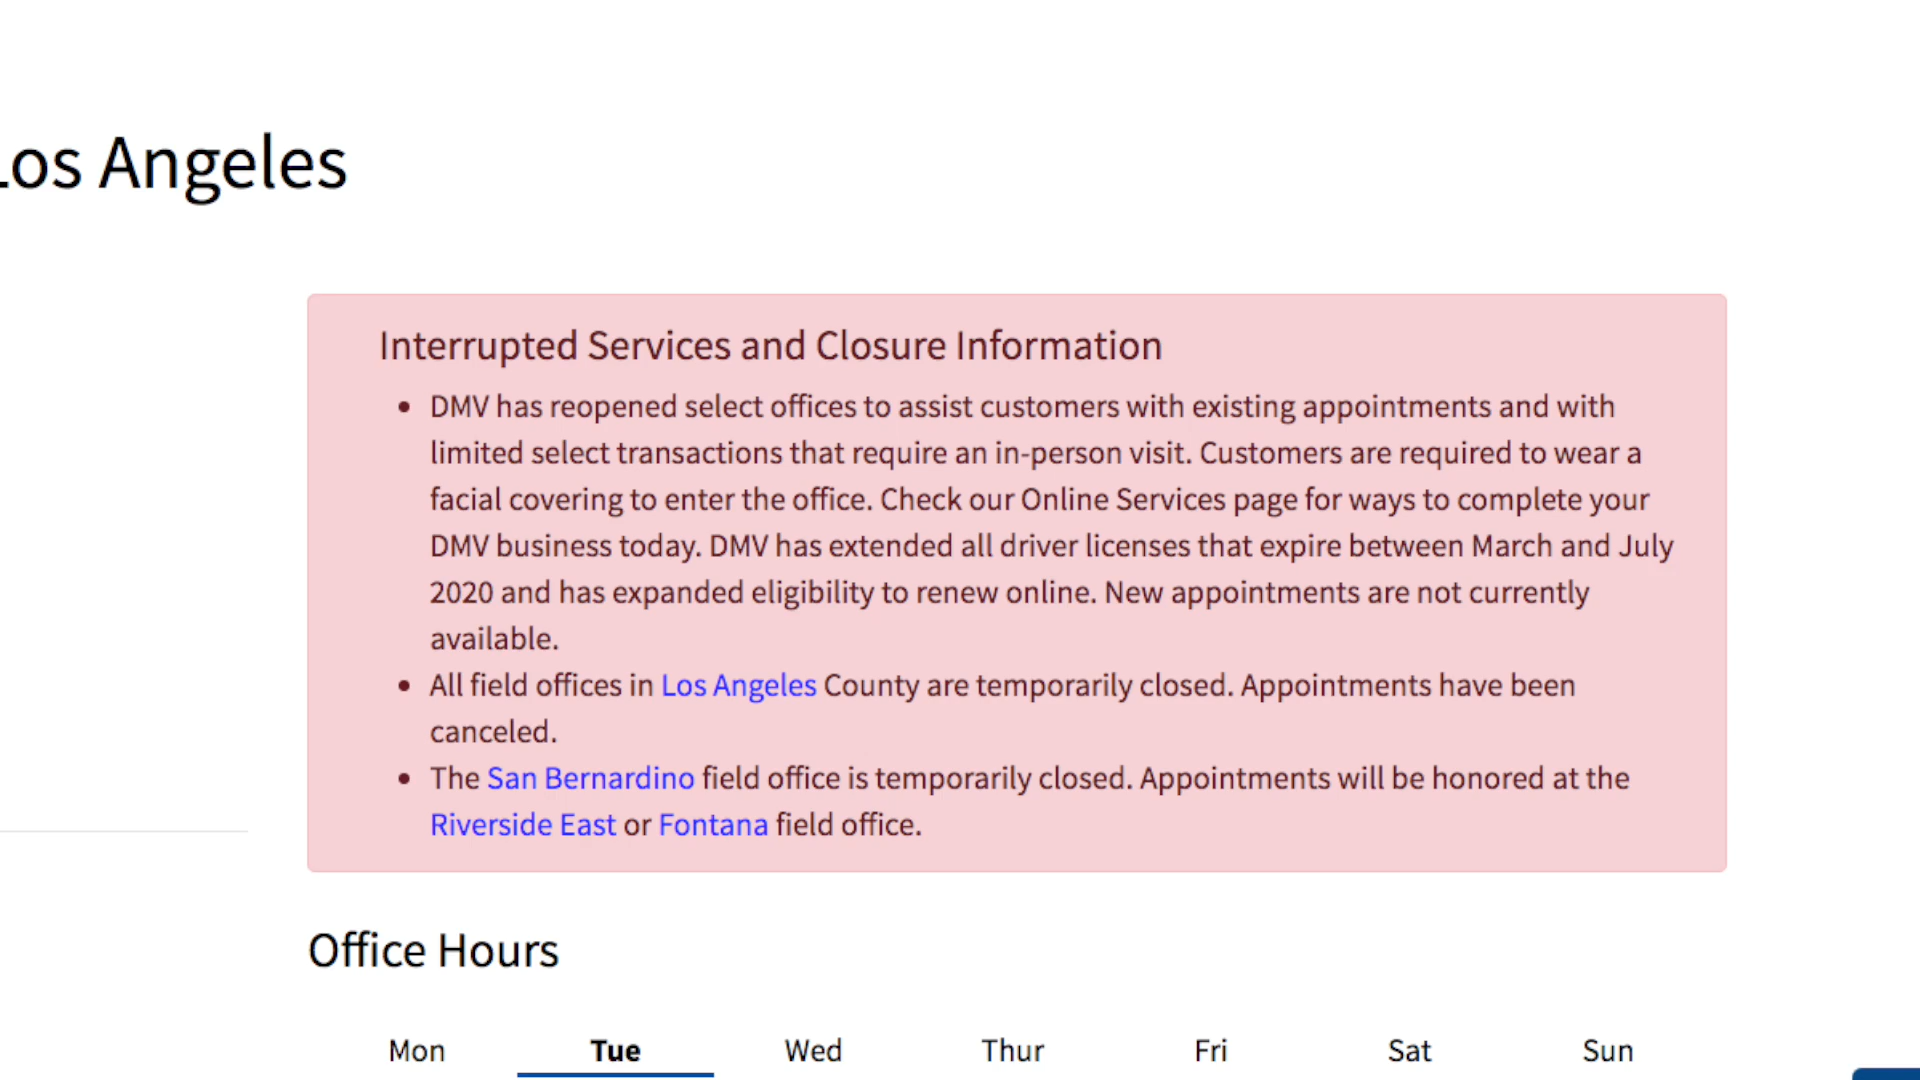 Los Angeles
Interrupted Services and Closure Information
• DMV has reopened select offices to assist customers with existing appointments and with
limited select transactions that require an in-person visit. Customers are required to wear a
facial covering to enter the office. Check our Online Services page for ways to complete your
DMV business today. DMV has extended all driver licenses that expire between March and July
2020 and has expanded eligibility to renew online. New appointments are not currently
available.
• All field offices in Los Angeles County are temporarily closed. Appointments have been
canceled.
• The San Bernardino field office is temporarily closed. Appointments will be honored at the
Riverside East or Fontana field office.
Office Hours
Mon Tue Wed Thur Fri Sat Sun